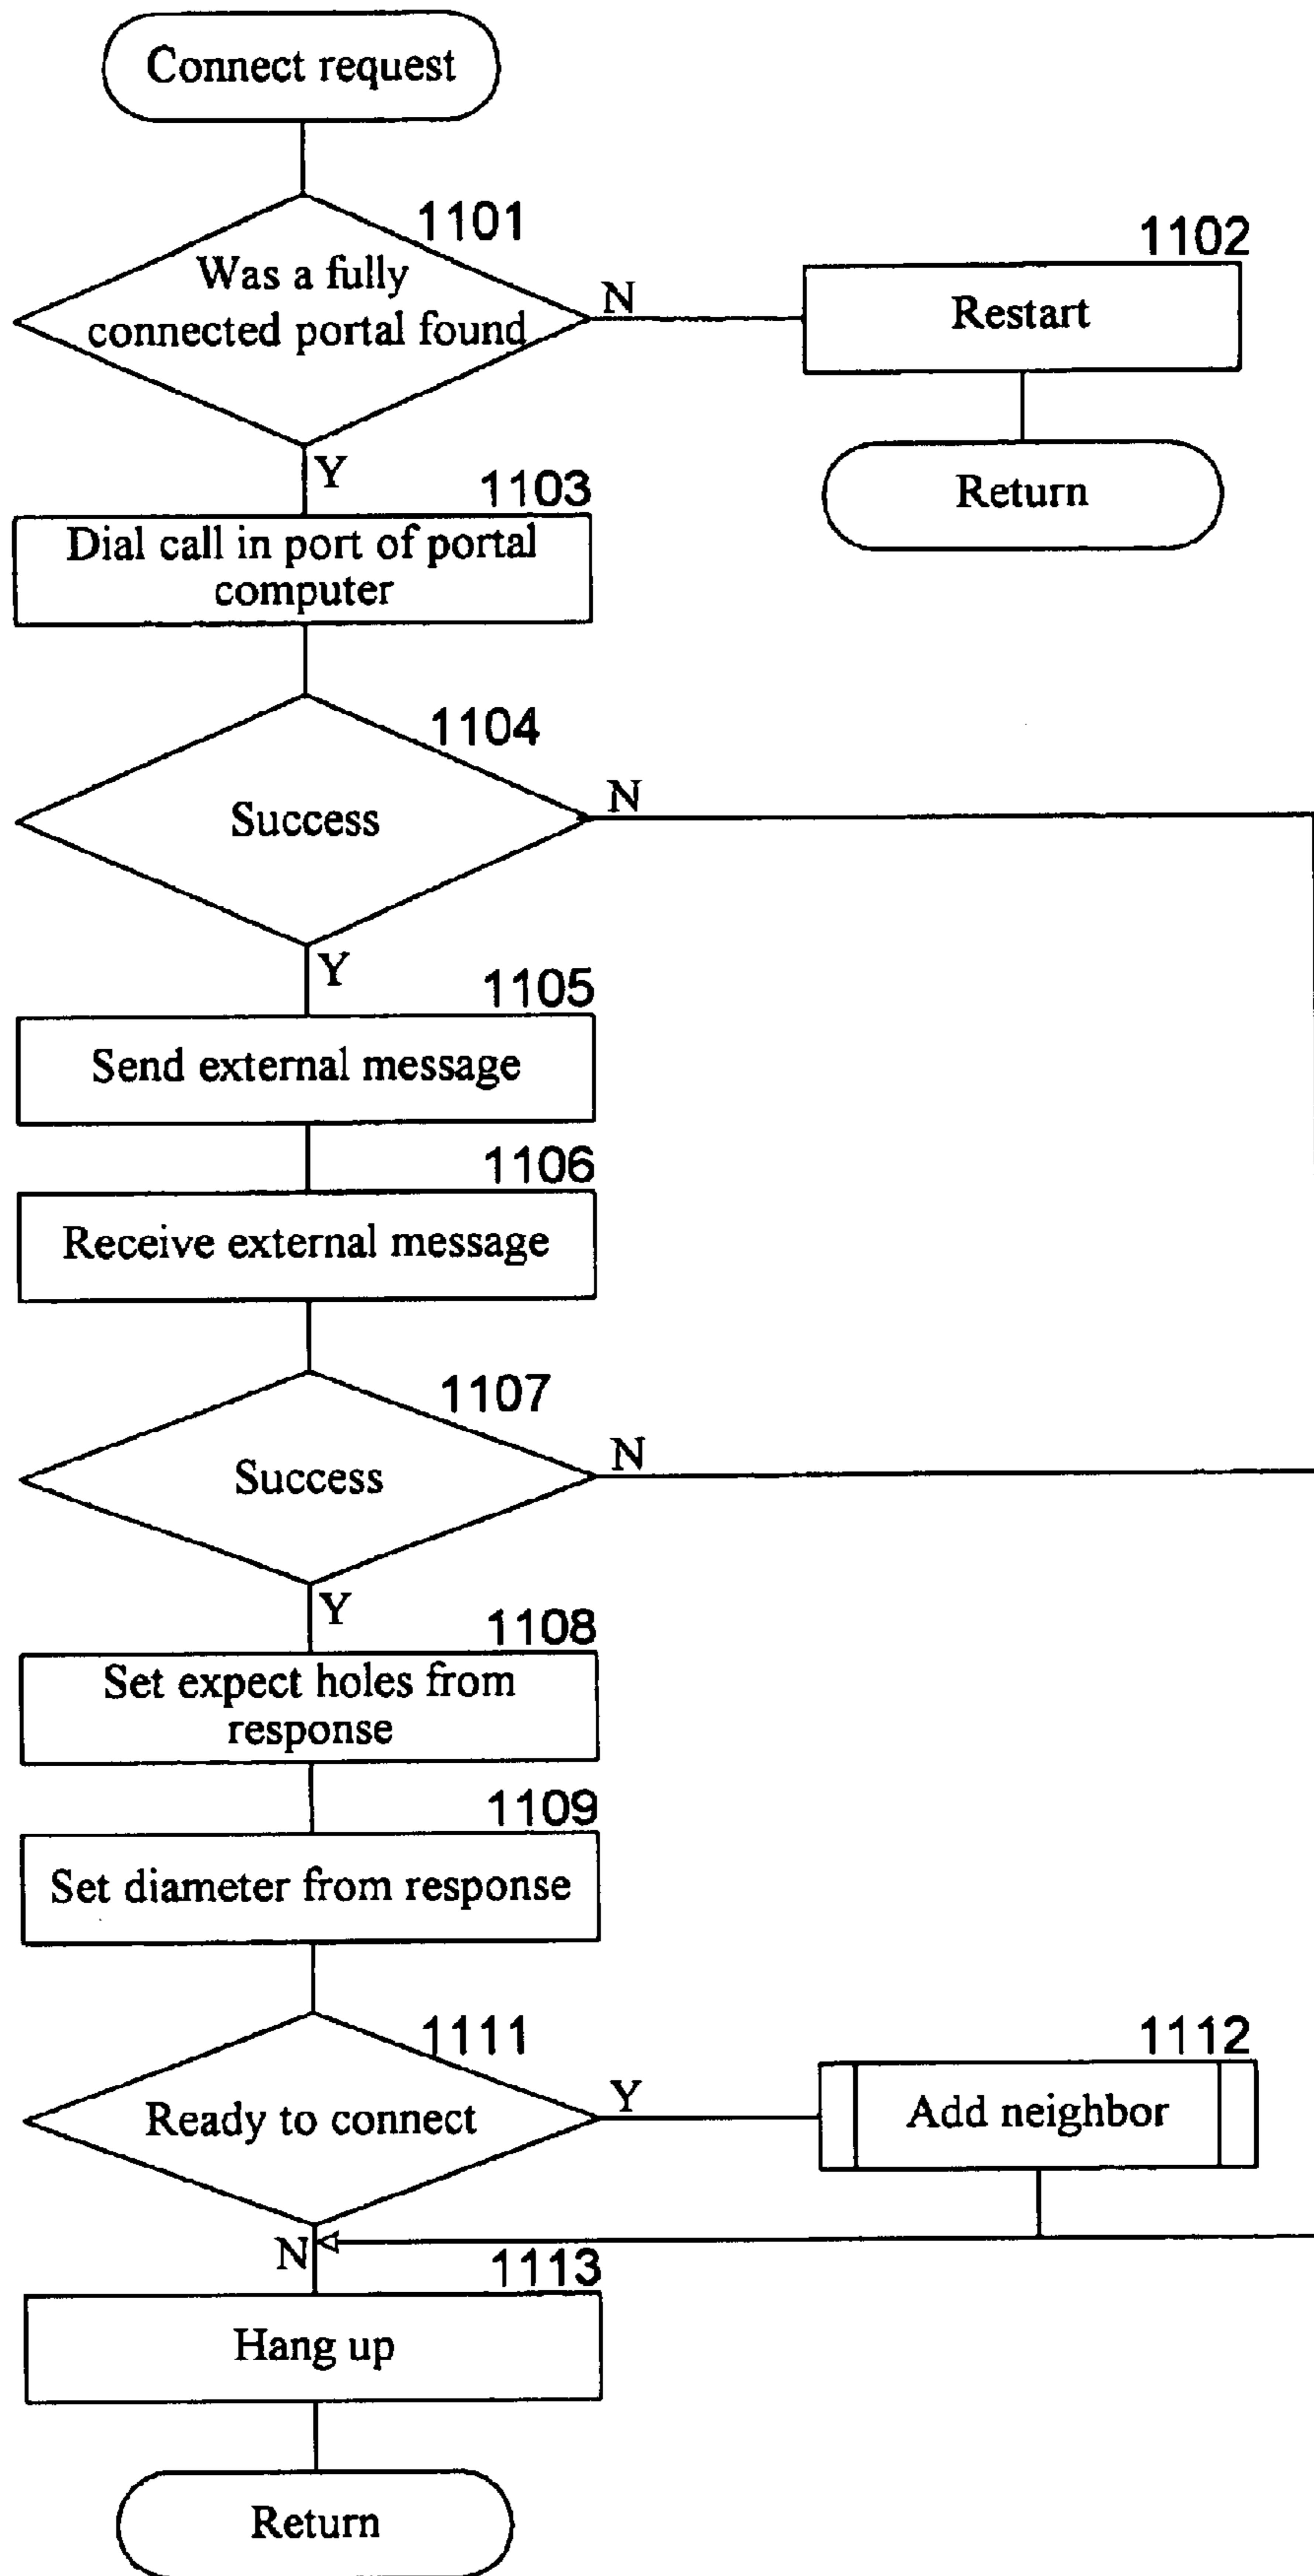 Connect request
1101
Was a fully
connected portal found
N
1102
Restart
Return
Y
1103
Dial call in port of portal
computer
1104
Success
N
Y
1105
Send external message
1106
Receive external message
1107
Success
N
Y
1108
Set expect holes from
response
1109
Set diameter from response
1111
Ready to connect
Y
1112
Add neighbor
N
1113
Hang up
Return